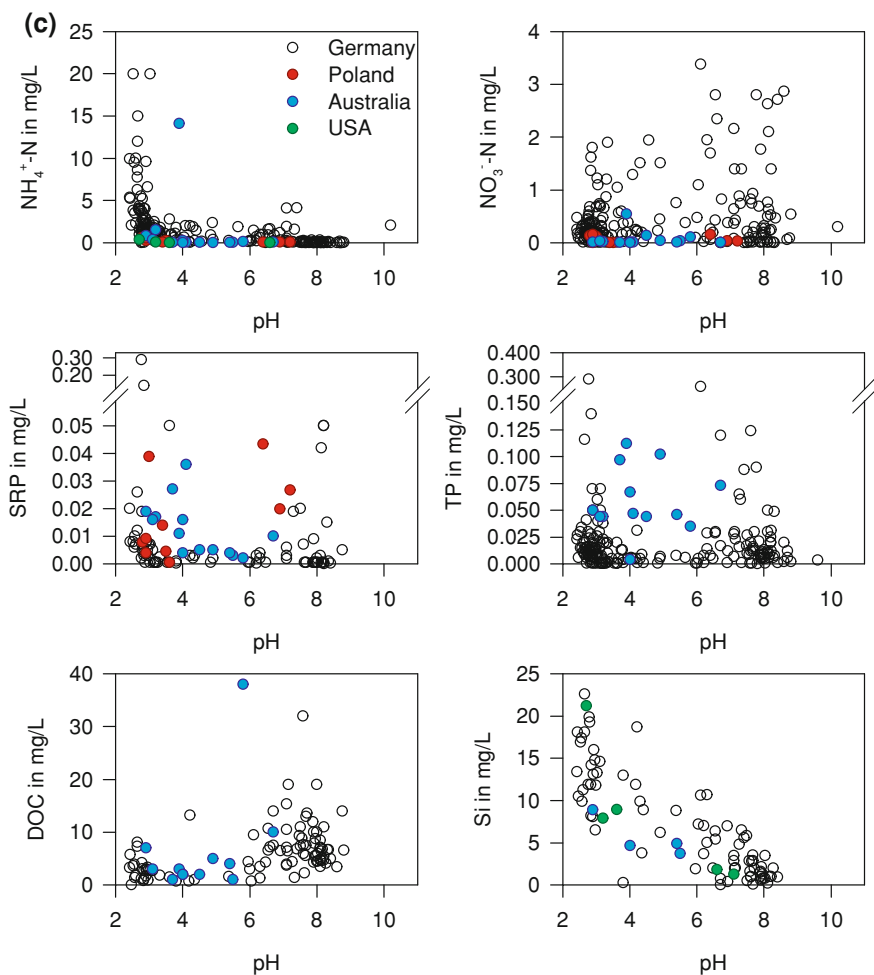 (c)
25
20
15
10
5
0
NH₄⁺-N in mg/L
2 4 6 8 10
pH
Germany
Poland
Australia
USA
4
3
2
1
0
NO₃⁻-N in mg/L
2 4 6 8 10
pH
0.30
0.20
0.05
0.04
0.03
0.02
0.01
0.00
SRP in mg/L
2 4 6 8 10
pH
0.400
0.300
0.150
0.125
0.100
0.075
0.050
0.025
0.000
TP in mg/L
2 4 6 8 10
pH
40
30
20
10
0
DOC in mg/L
2 4 6 8 10
pH
25
20
15
10
5
0
Si in mg/L
2 4 6 8 10
pH